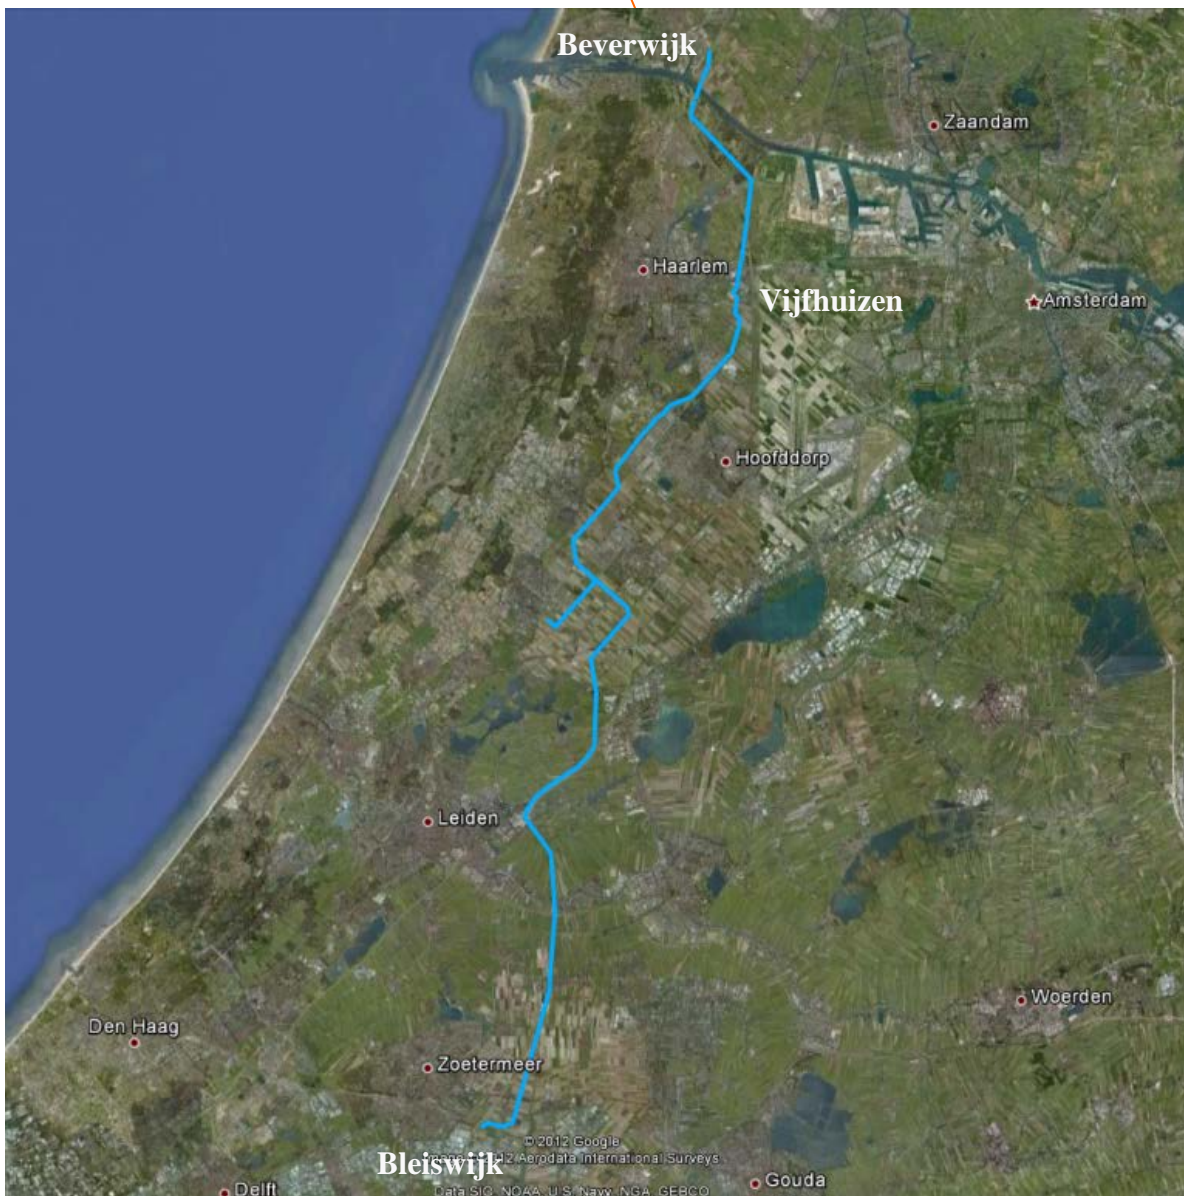 Beverwijk
Zaandam
Haarlem
Vijfhuizen
Amsterdam
Hoofddorp
Leiden
Woerden
Den Haag
Zoetermeer
© 2012 Google
Bleiswijk
12 Aerodata International Surveys
Gouda
Delft
Data SIO, NOAA, U.S. Navy, NGA, GEBCO